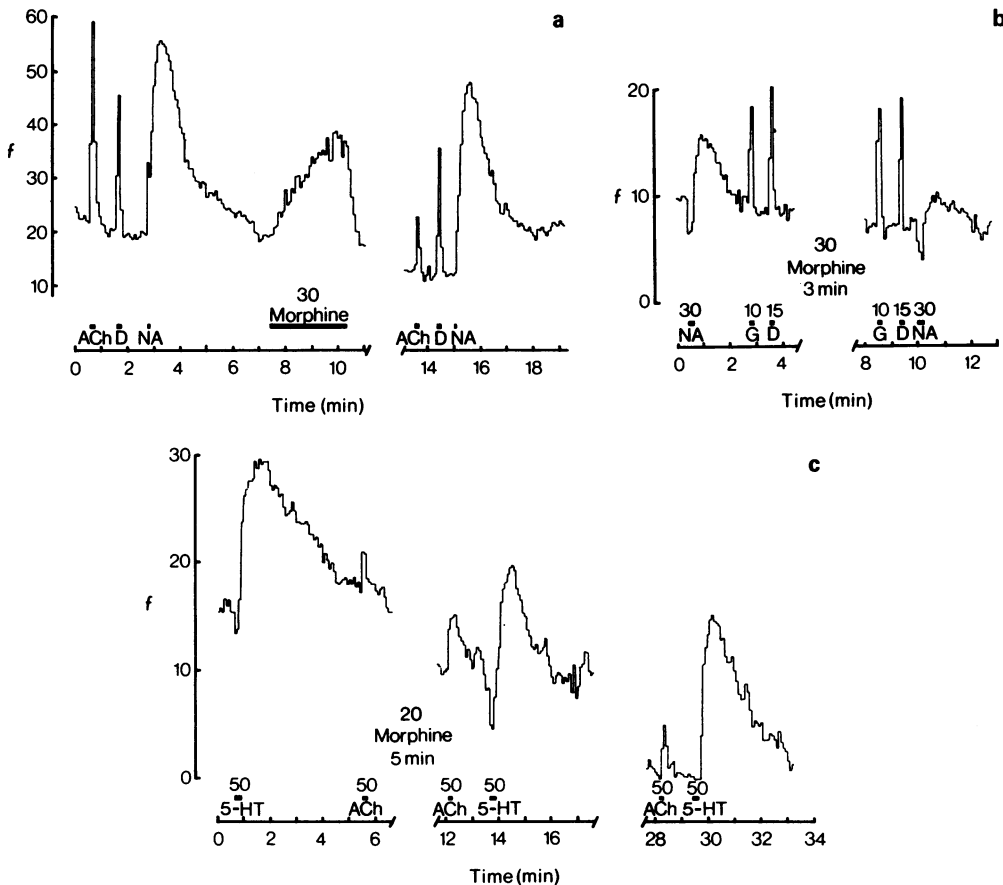 a
60
50
40
30
20
10
f
30
Morphine
ACh D NA
ACh D NA
0 2 4 6 8 10
14 16 18
Time (min)
b
20
10
0
f
30
Morphine
3 min
30 10 15
NA G D
10 15 30
G D NA
0 2 4
8 10 12
Time (min)
c
30
20
10
0
f
20
Morphine
5 min
50 50
5-HT ACh
50 50
ACh 5-HT
50 50
ACh 5-HT
0 2 4 6
12 14 16
28 30 32 34
Time (min)